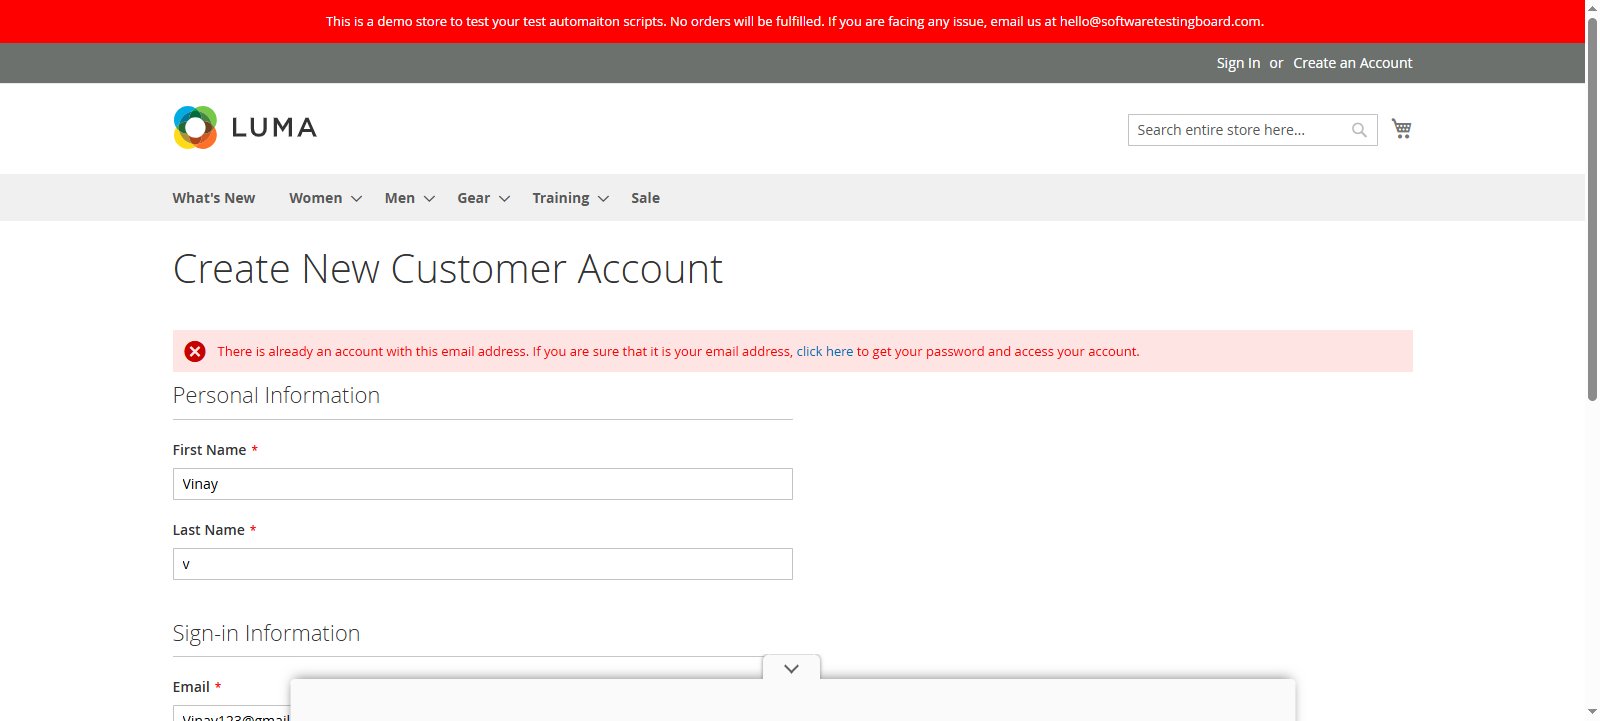 This is a demo store to test your test automaiton scripts. No orders will be fulfilled. If you are facing any issue, email us at hello@softwaretestingboard.com.
Sign In or Create an Account
LUMA
Search entire store here...
What's New Women Men Gear Training Sale
Create New Customer Account
There is already an account with this email address. If you are sure that it is your email address, click here to get your password and access your account.
Personal Information
First Name *
Vinay
Last Name *
v
Sign-in Information
Email *
Vinay123@gmail